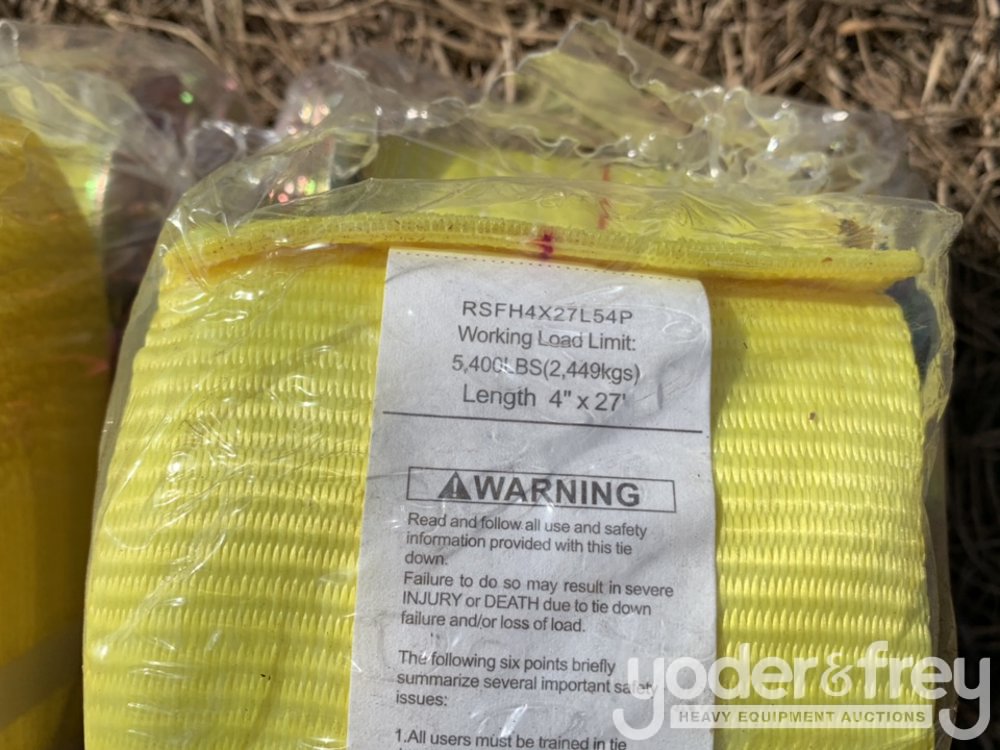 RSFH4X27L54P
Working Load Limit:
5,400LBS(2,449kgs)
Length 4" x 27'
WARNING
Read and follow all use and safety
information provided with this tie
down.
Failure to do so may result in severe
INJURY or DEATH due to tie down
failure and/or loss of load.
The following six points briefly
summarize several important safety
issues:
1.All users must be trained in tie
yoder&frey
HEAVY EQUIPMENT AUCTIONS